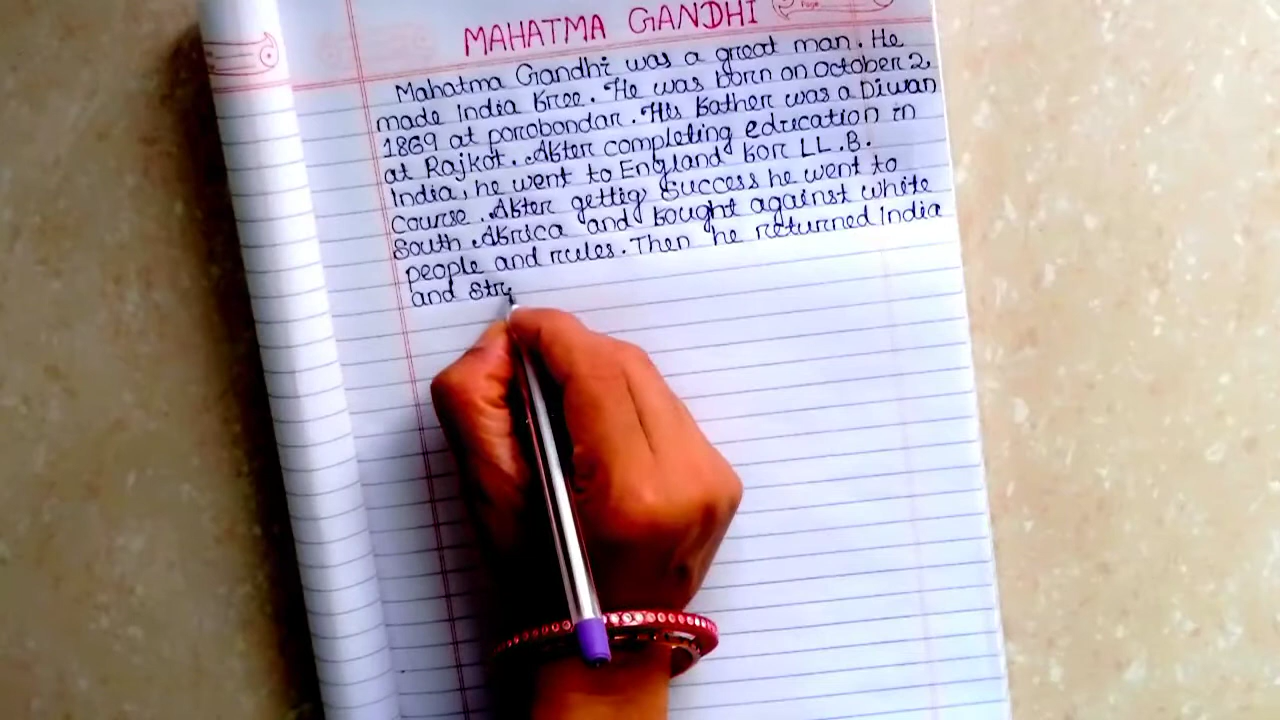 MAHATMA GANDHI
Page
Mahatma Gandhi was a great man. He
made India free. He was born on October 2,
1869 at porobondar. His father was a Diwan
at Rajkot. After completing education in
India, he went to England for LL.B.
course. After gettig success he went to
South Africa and fought against white
people and rules. Then he returned India
and stru